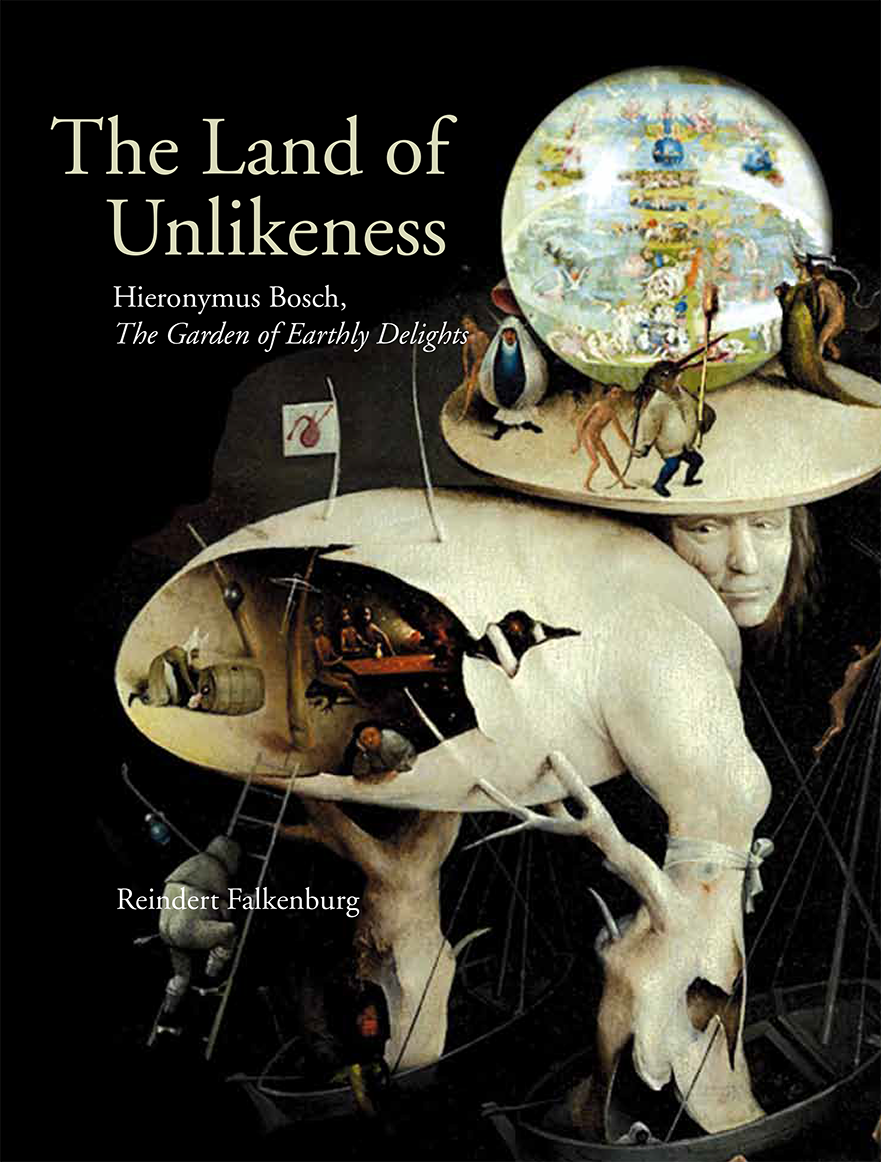 The Land of
Unlikeness
Hieronymus Bosch,
The Garden of Earthly Delights
Reindert Falkenburg